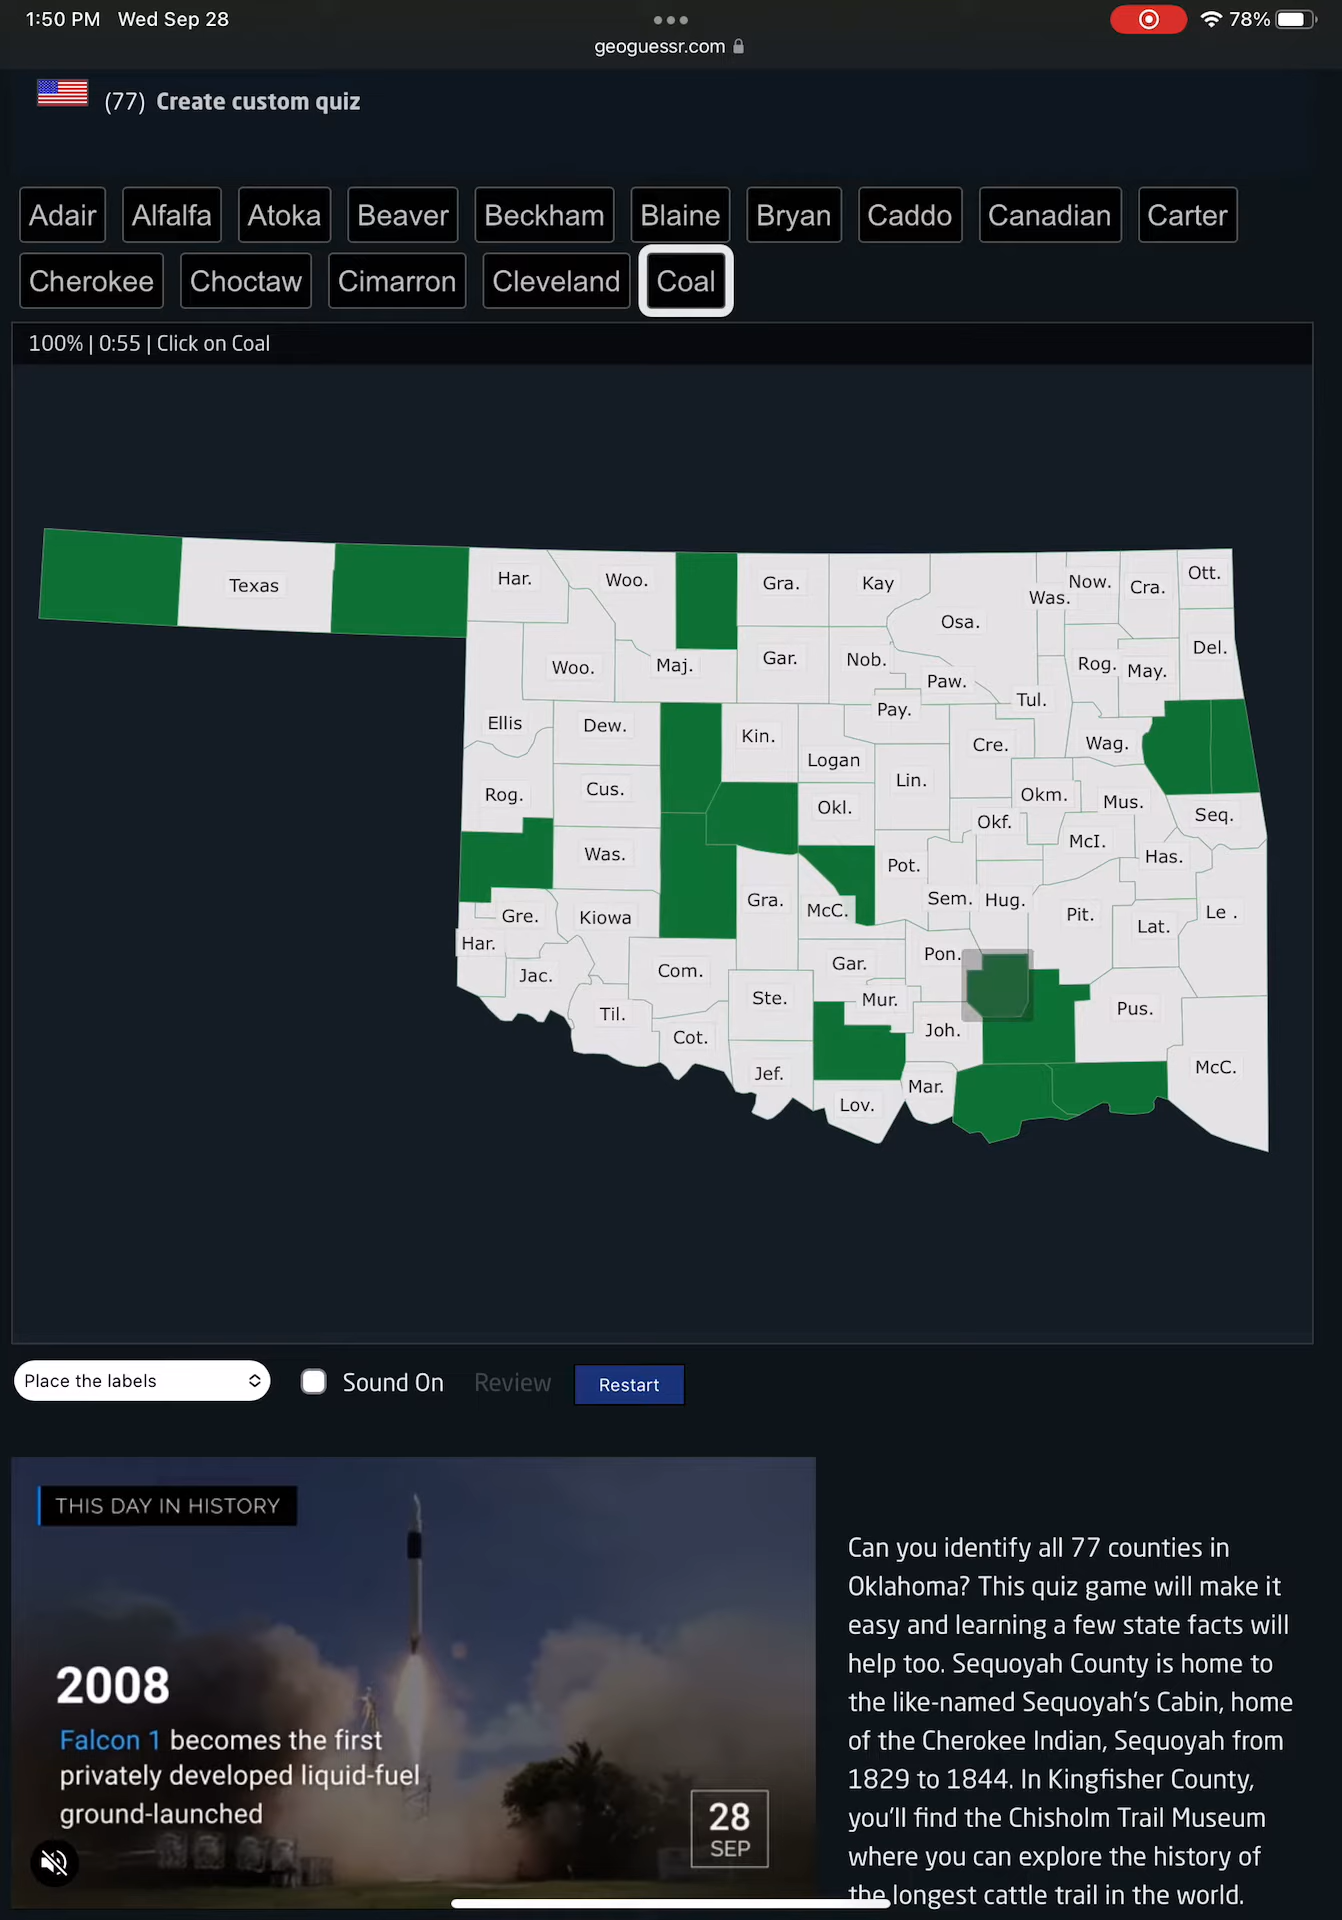 1:50 PM Wed Sep 28
78%
geoguessr.com
(77) Create custom quiz
Adair Alfalfa Atoka Beaver Beckham Blaine Bryan Caddo Canadian Carter
Cherokee Choctaw Cimarron Cleveland Coal
100% | 0:55 | Click on Coal
Texas Har. Woo. Gra. Kay Was. Now. Cra. Ott.
Osa.
Woo. Maj. Gar. Nob. Paw. Rog. May. Del.
Ellis Dew. Kin. Pay. Tul.
Logan Cre. Wag.
Rog. Cus. Okl. Lin. Okm. Mus. Seq.
Okf. McI.
Was. Pot. Has.
Gre. Kiowa Gra. McC. Sem. Hug. Pit. Lat. Le .
Har. Jac. Com. Gar. Pon.
Til. Ste. Mur. Pus.
Cot. Joh.
Jef. Mar. McC.
Lov.
Place the labels Sound On Review Restart
THIS DAY IN HISTORY
2008
Falcon 1 becomes the first
privately developed liquid-fuel
ground-launched
28
SEP
Can you identify all 77 counties in
Oklahoma? This quiz game will make it
easy and learning a few state facts will
help too. Sequoyah County is home to
the like-named Sequoyah's Cabin, home
of the Cherokee Indian, Sequoyah from
1829 to 1844. In Kingfisher County,
you'll find the Chisholm Trail Museum
where you can explore the history of
the longest cattle trail in the world.